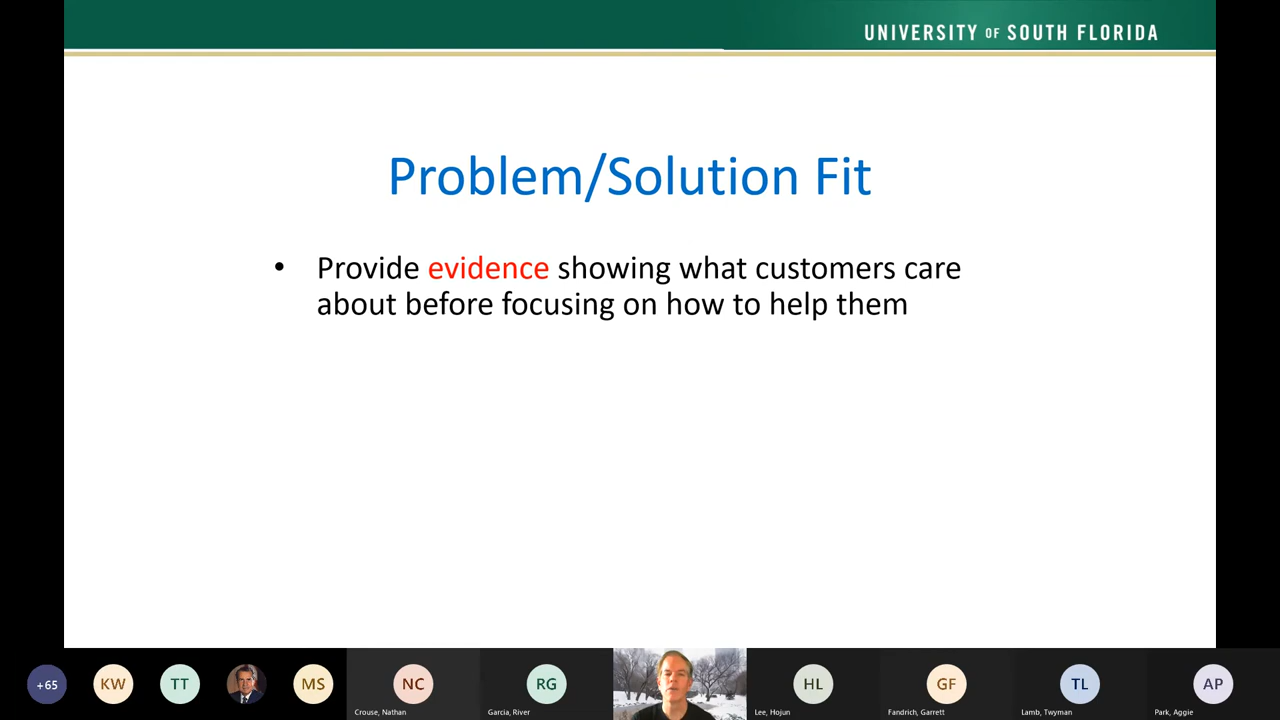 UNIVERSITY OF SOUTH FLORIDA
Problem/Solution Fit
• Provide evidence showing what customers care
about before focusing on how to help them
+65
KW
TT
MS
NC
Crouse, Nathan
RG
Garcia, River
HL
Lee, Hojun
GF
Fandrich, Garrett
TL
Lamb, Twyman
AP
Park, Aggie